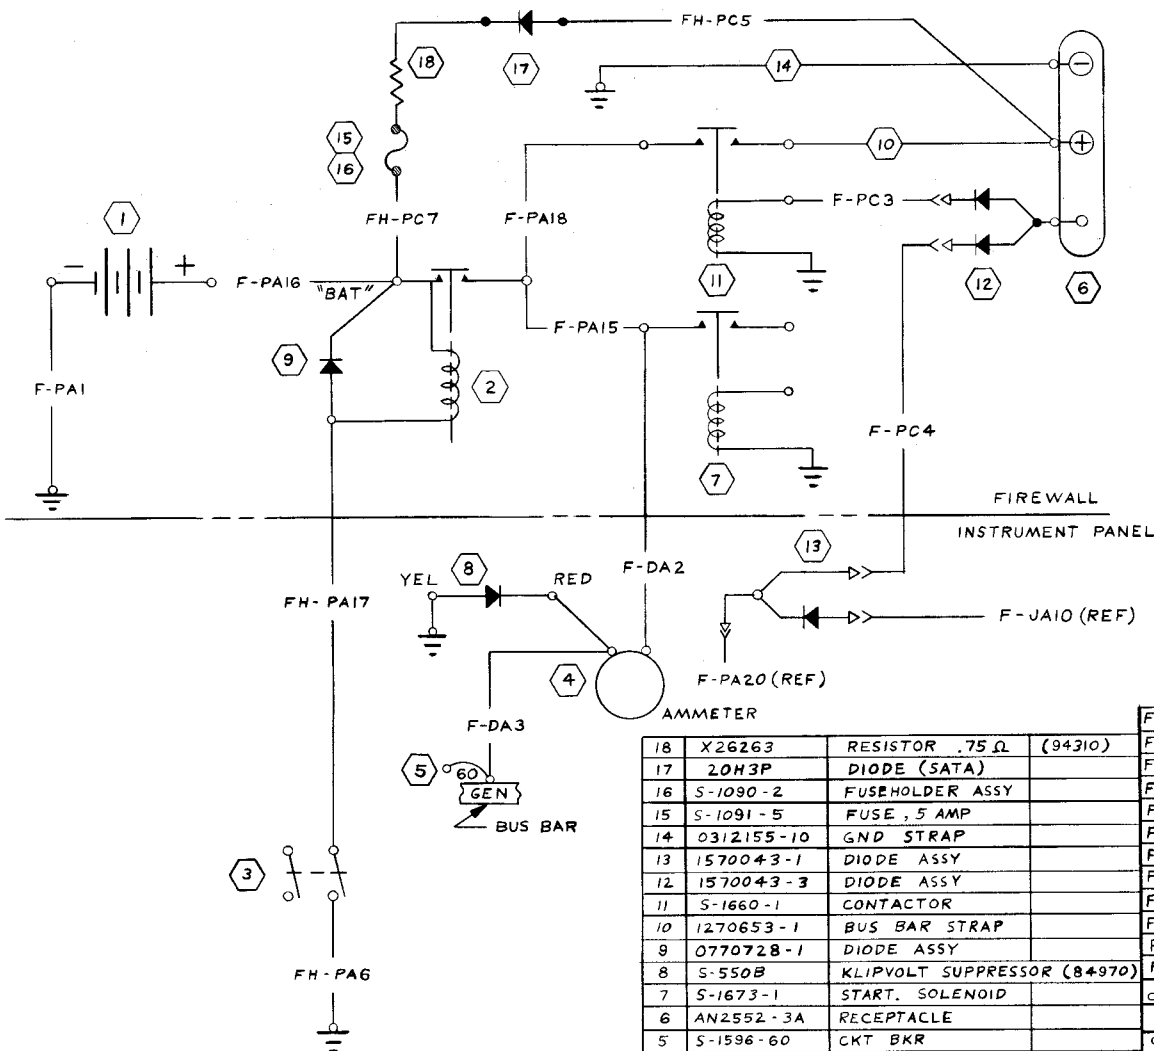 FH-PC5
18
17
14
−
15
16
10
+
FH-PC7
F-PA18
F-PC3
1
− +
F-PA16
"BAT"
11
12
6
F-PA15
9
2
F-PA1
F-PC4
7
FIREWALL
INSTRUMENT PANEL
13
8
YEL
RED
F-DA2
FH-PA17
F-JA10 (REF)
4
F-PA20 (REF)
AMMETER
F-DA3
5
60
GEN
BUS BAR
3
FH-PA6
18 X26263 RESISTOR .75 Ω (94310) F
17 20H3P DIODE (SATA) F
16 S-1090-2 FUSEHOLDER ASSY F
15 S-1091-5 FUSE, 5 AMP F
14 0312155-10 GND STRAP F
13 1570043-1 DIODE ASSY F
12 1570043-3 DIODE ASSY F
11 S-1660-1 CONTACTOR F
10 1270653-1 BUS BAR STRAP F
9 0770728-1 DIODE ASSY
8 S-550B KLIPVOLT SUPPRESSOR (84970)
7 S-1673-1 START. SOLENOID
6 AN2552-3A RECEPTACLE
5 S-1596-60 CKT BKR